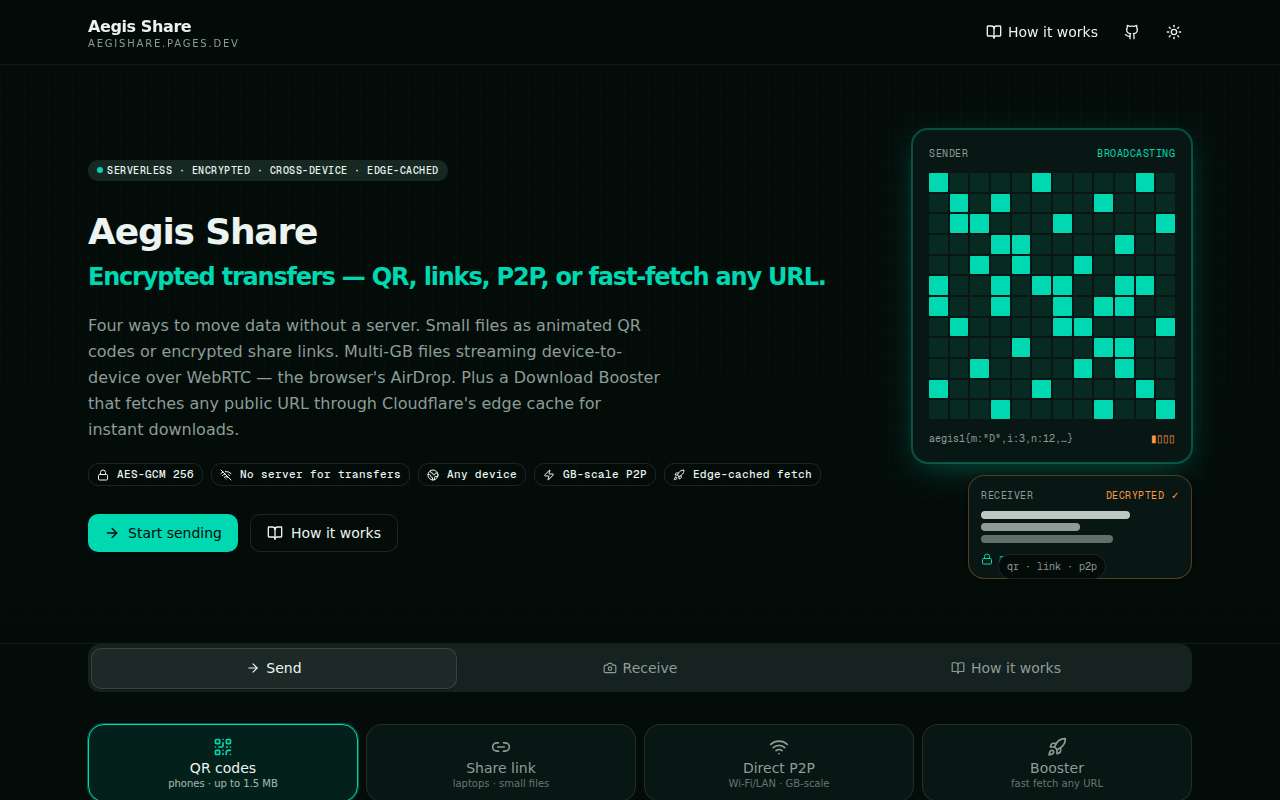 Aegis Share
AEGISHARE.PAGES.DEV
How it works
SERVERLESS · ENCRYPTED · CROSS-DEVICE · EDGE-CACHED
Aegis Share
Encrypted transfers — QR, links, P2P, or fast-fetch any URL.
Four ways to move data without a server. Small files as animated QR
codes or encrypted share links. Multi-GB files streaming device-to-
device over WebRTC — the browser's AirDrop. Plus a Download Booster
that fetches any public URL through Cloudflare's edge cache for
instant downloads.
AES-GCM 256
No server for transfers
Any device
GB-scale P2P
Edge-cached fetch
Start sending
How it works
SENDER
BROADCASTING
aegis1{m:"D",i:3,n:12,…}
RECEIVER
DECRYPTED ✓
qr · link · p2p
Send
Receive
How it works
QR codes
phones · up to 1.5 MB
Share link
laptops · small files
Direct P2P
Wi-Fi/LAN · GB-scale
Booster
fast fetch any URL